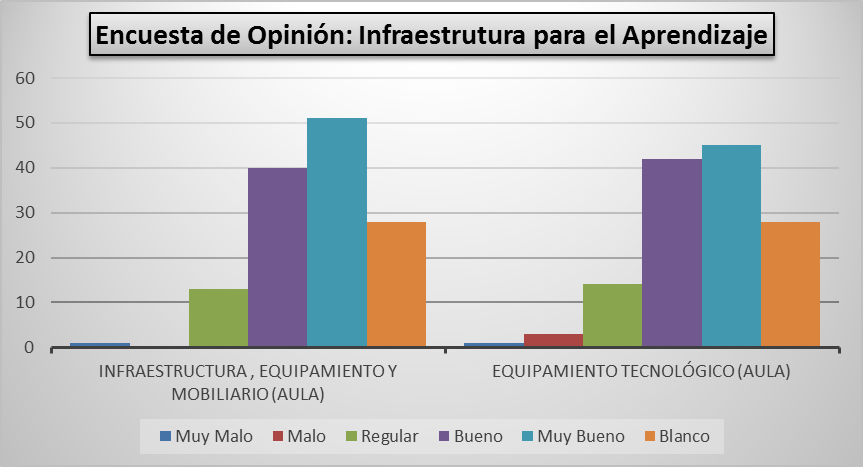 Encuesta de Opinión: Infraestrutura para el Aprendizaje
60
50
40
30
20
10
0
INFRAESTRUCTURA , EQUIPAMIENTO Y
MOBILIARIO (AULA)
EQUIPAMIENTO TECNOLÓGICO (AULA)
Muy Malo Malo Regular Bueno Muy Bueno Blanco